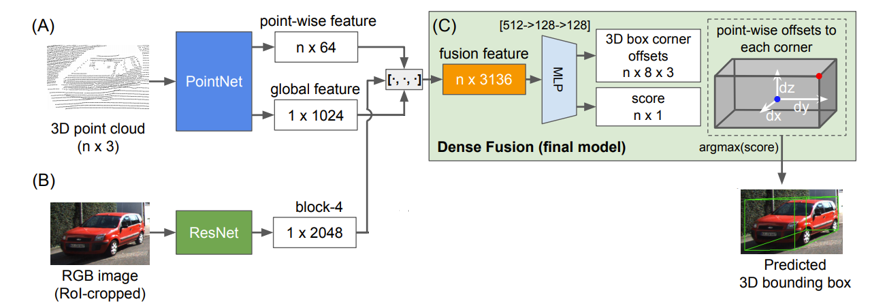 (A)
3D point cloud
(n x 3)
PointNet
point-wise feature
n x 64
global feature
1 x 1024
[·, ·, ·]
(B)
RGB image
(RoI-cropped)
ResNet
block-4
1 x 2048
(C)
fusion feature
n x 3136
[512->128->128]
MLP
3D box corner
offsets
n x 8 x 3
score
n x 1
Dense Fusion (final model)
point-wise offsets to
each corner
dz
dy
dx
argmax(score)
Predicted
3D bounding box